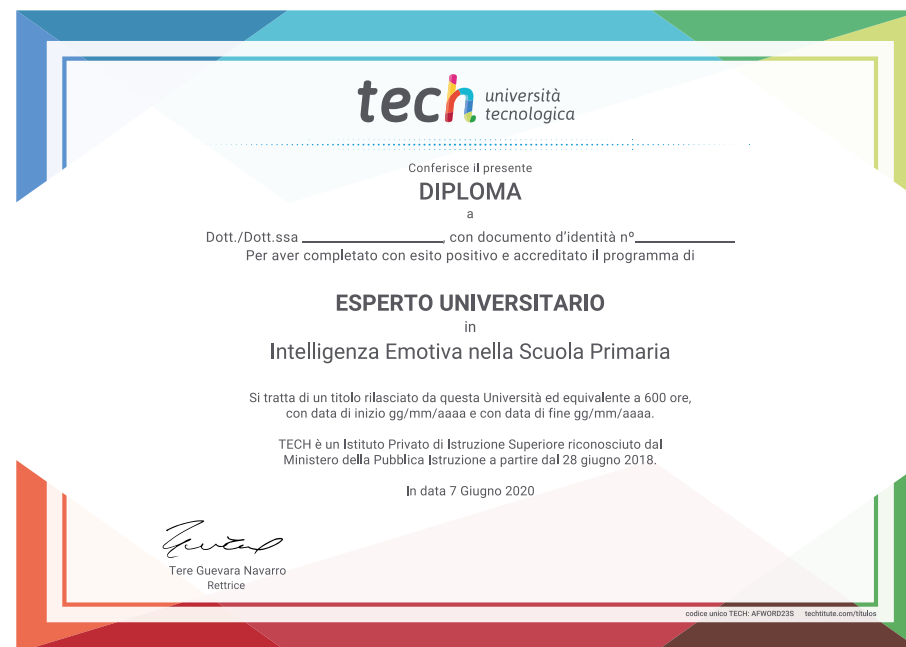 tech università
tecnologica
Conferisce il presente
DIPLOMA
a
Dott./Dott.ssa ________________, con documento d'identità nº____________
Per aver completato con esito positivo e accreditato il programma di
ESPERTO UNIVERSITARIO
in
Intelligenza Emotiva nella Scuola Primaria
Si tratta di un titolo rilasciato da questa Università ed equivalente a 600 ore,
con data di inizio gg/mm/aaaa e con data di fine gg/mm/aaaa.
TECH è un Istituto Privato di Istruzione Superiore riconosciuto dal
Ministero della Pubblica Istruzione a partire dal 28 giugno 2018.
In data 7 Giugno 2020
Tere Guevara Navarro
Rettrice
codice unico TECH: AFWORD23S techtitute.com/titulos